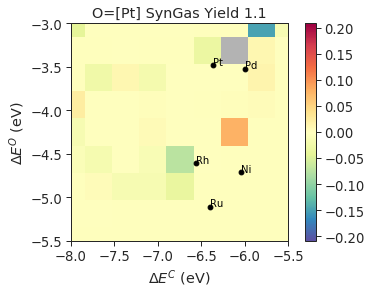 O=[Pt] SynGas Yield 1.1
−3.0
−3.5
−4.0
−4.5
−5.0
−5.5
ΔE^O (eV)
−8.0 −7.5 −7.0 −6.5 −6.0 −5.5
ΔE^C (eV)
Pt
Pd
Rh
Ni
Ru
0.20
0.15
0.10
0.05
0.00
−0.05
−0.10
−0.15
−0.20